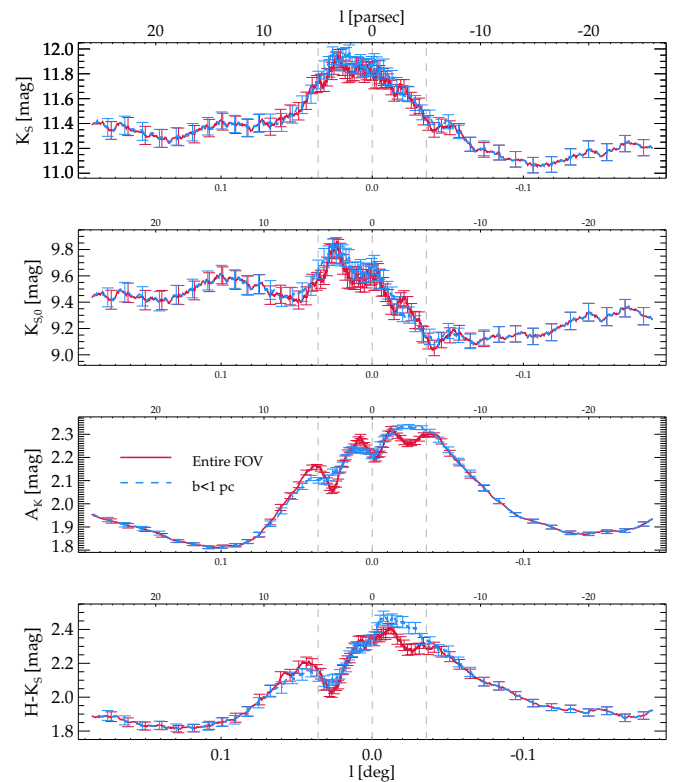 l [parsec]
20 10 0 -10 -20
12.0
11.8
11.6
11.4
11.2
11.0
K_S [mag]
0.1 0.0 -0.1
20 10 0 -10 -20
9.8
9.6
9.4
9.2
9.0
K_S,0 [mag]
0.1 0.0 -0.1
20 10 0 -10 -20
2.3
2.2
2.1
2.0
1.9
1.8
A_K [mag]
Entire FOV
b<1 pc
0.1 0.0 -0.1
20 10 0 -10 -20
2.4
2.2
2.0
1.8
H-K_S [mag]
0.1 0.0 -0.1
l [deg]